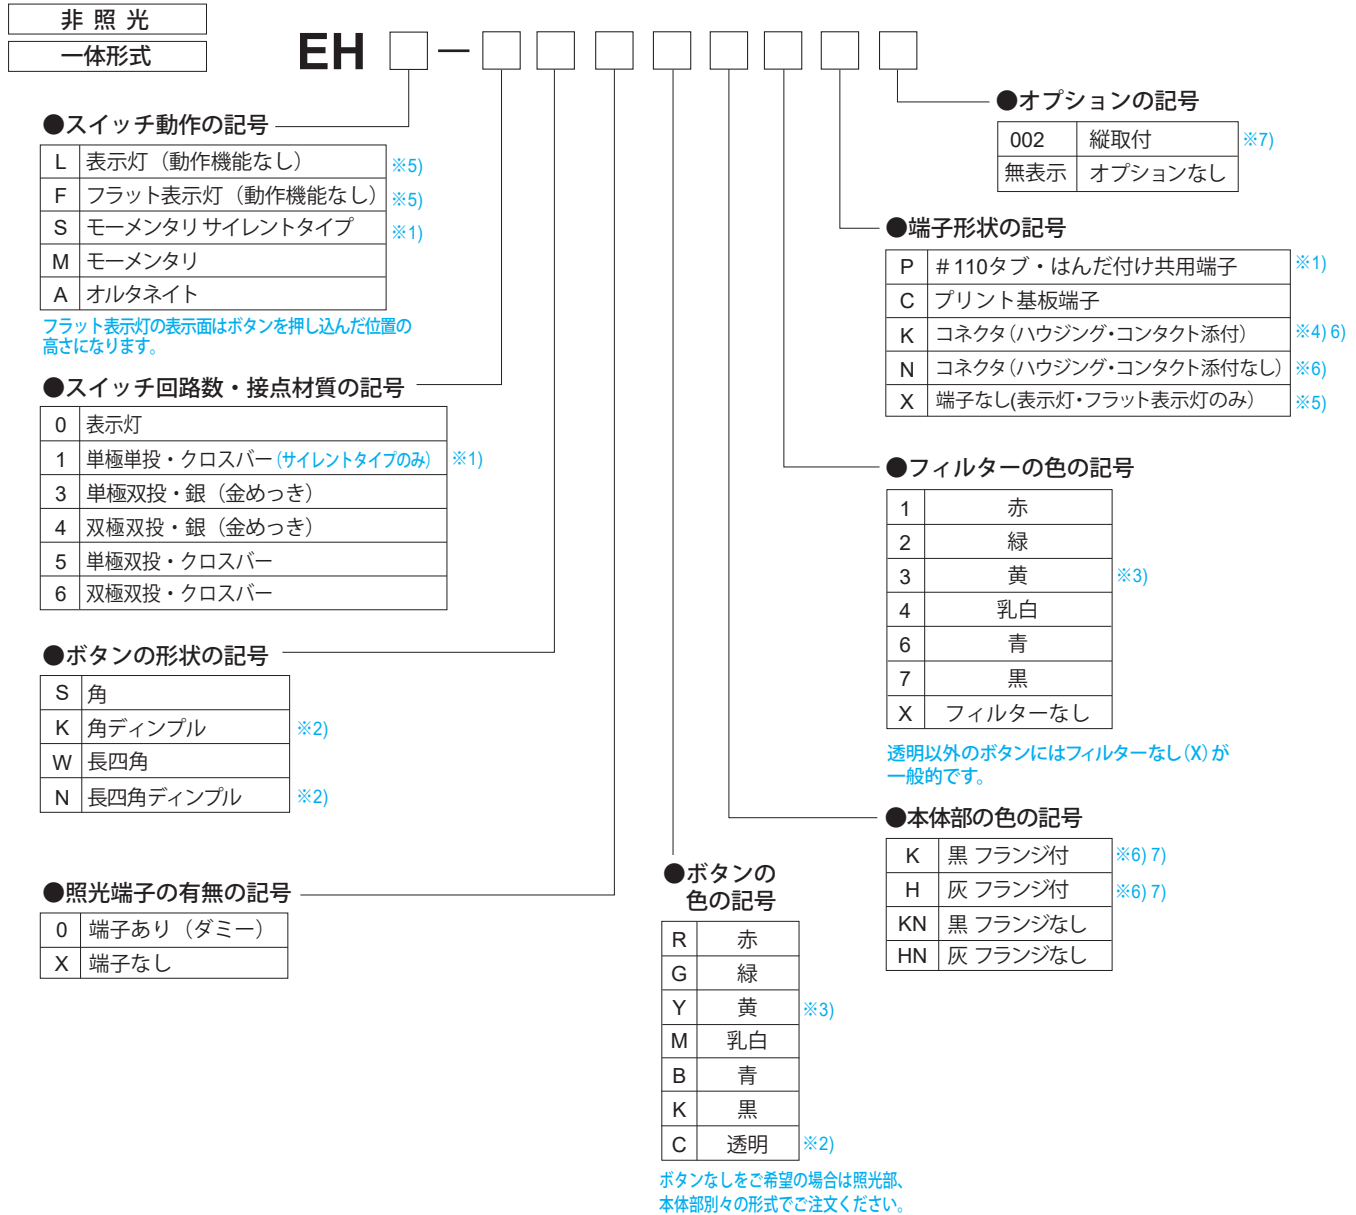 非 照 光
一体形式
EH □－□ □ □ □ □ □ □ □
●スイッチ動作の記号
L 表示灯（動作機能なし） ※5)
F フラット表示灯（動作機能なし） ※5)
S モーメンタリ サイレントタイプ ※1)
M モーメンタリ
A オルタネイト
フラット表示灯の表示面はボタンを押し込んだ位置の
高さになります。
●スイッチ回路数・接点材質の記号
0 表示灯
1 単極単投・クロスバー（サイレントタイプのみ） ※1)
3 単極双投・銀（金めっき）
4 双極双投・銀（金めっき）
5 単極双投・クロスバー
6 双極双投・クロスバー
●ボタンの形状の記号
S 角
K 角ディンプル ※2)
W 長四角
N 長四角ディンプル ※2)
●照光端子の有無の記号
0 端子あり（ダミー）
X 端子なし
●ボタンの
色の記号
R 赤
G 緑
Y 黄 ※3)
M 乳白
B 青
K 黒
C 透明 ※2)
ボタンなしをご希望の場合は照光部、
本体部別々の形式でご注文ください。
●オプションの記号
002 縦取付 ※7)
無表示 オプションなし
●端子形状の記号
P ＃110タブ・はんだ付け共用端子 ※1)
C プリント基板端子
K コネクタ（ハウジング・コンタクト添付） ※4) 6)
N コネクタ（ハウジング・コンタクト添付なし） ※6)
X 端子なし(表示灯・フラット表示灯のみ） ※5)
●フィルターの色の記号
1 赤
2 緑
3 黄 ※3)
4 乳白
6 青
7 黒
X フィルターなし
透明以外のボタンにはフィルターなし（X）が
一般的です。
●本体部の色の記号
K 黒 フランジ付 ※6) 7)
H 灰 フランジ付 ※6) 7)
KN 黒 フランジなし
HN 灰 フランジなし